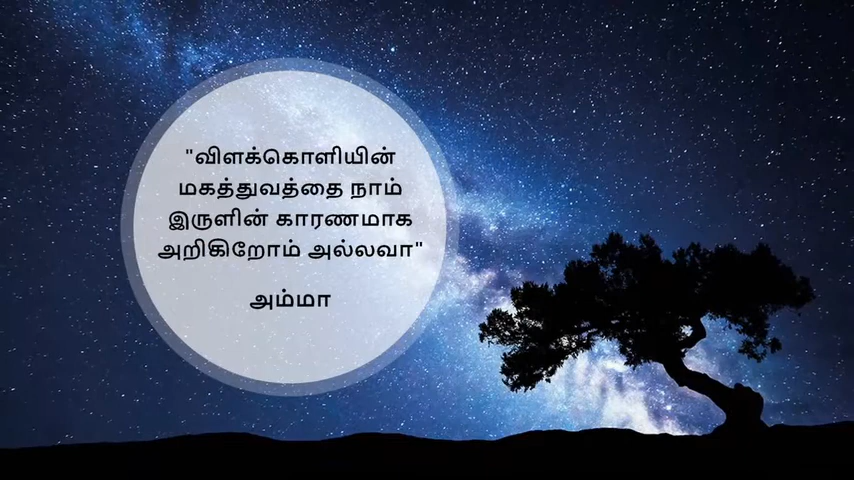 "விளக்கொளியின்
மகத்துவத்தை நாம்
இருளின் காரணமாக
அறிகிறோம் அல்லவா"
அம்மா